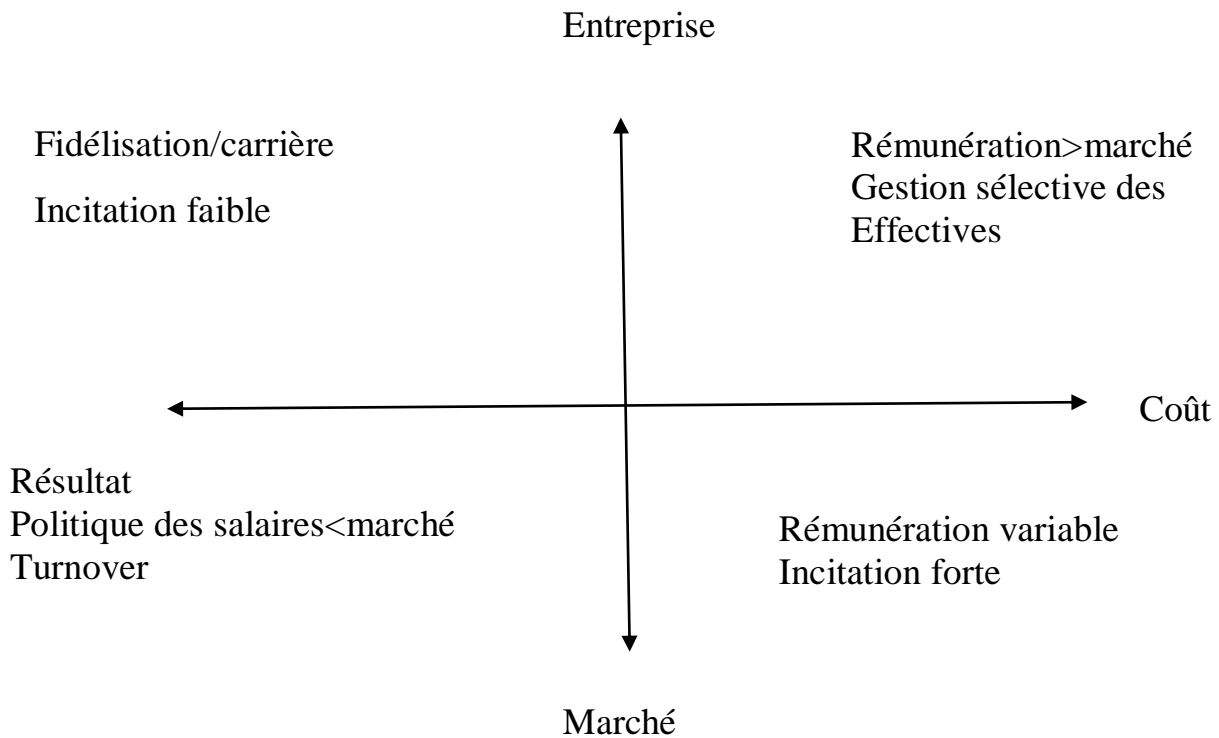 Entreprise
Fidélisation/carrière
Incitation faible
Rémunération>marché
Gestion sélective des
Effectives
Coût
Résultat
Politique des salaires<marché
Turnover
Rémunération variable
Incitation forte
Marché